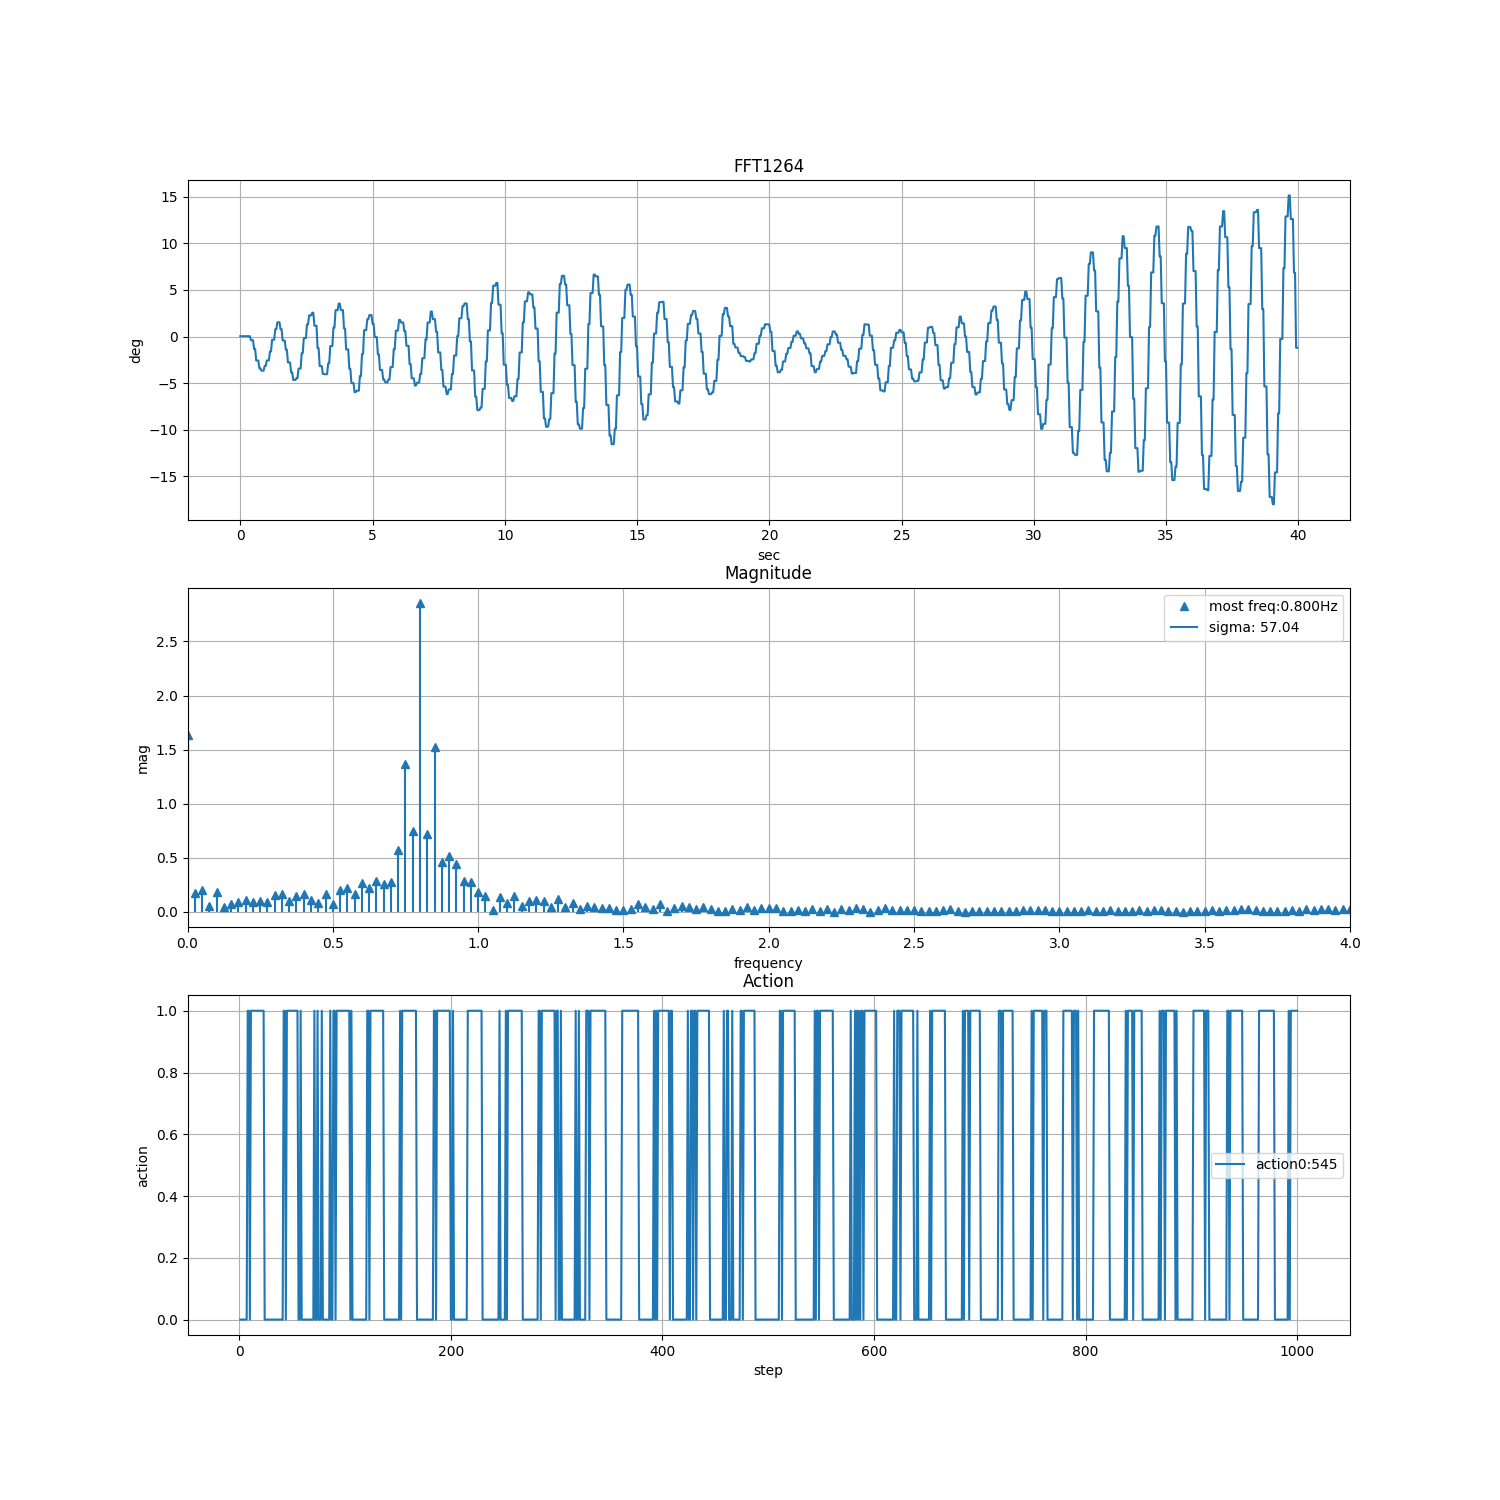 FFT1264
15
10
5
0
−5
−10
−15
deg
0 5 10 15 20 25 30 35 40
sec
Magnitude
most freq:0.800Hz
sigma: 57.04
2.5
2.0
1.5
1.0
0.5
0.0
mag
0.0 0.5 1.0 1.5 2.0 2.5 3.0 3.5 4.0
frequency
Action
1.0
0.8
0.6
0.4
0.2
0.0
action
action0:545
0 200 400 600 800 1000
step